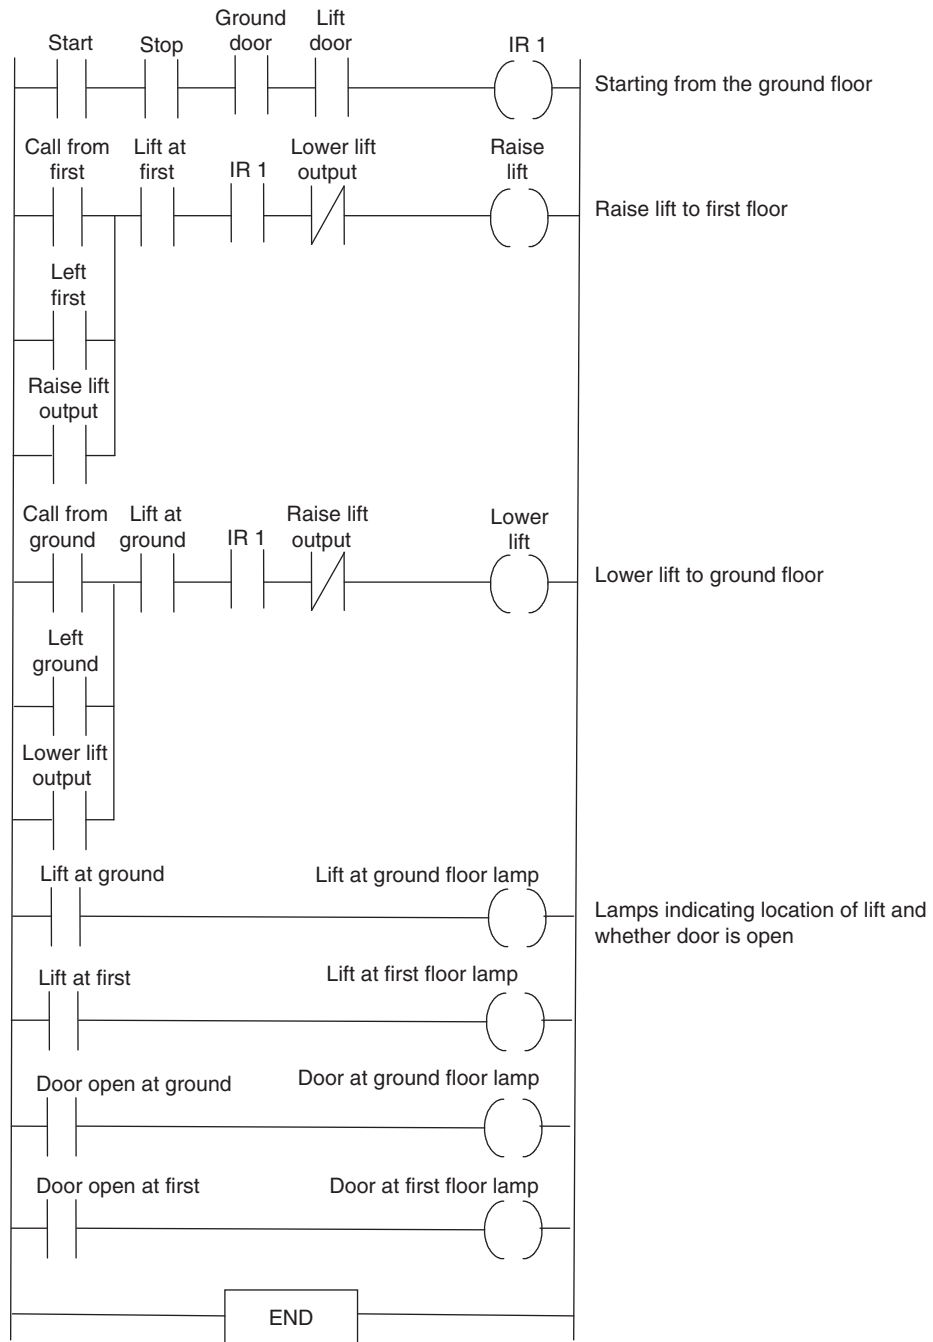 Start
Stop
Ground
door
Lift
door
IR 1
Starting from the ground floor
Call from
first
Lift at
first
IR 1
Lower lift
output
Raise
lift
Raise lift to first floor
Left
first
Raise lift
output
Call from
ground
Lift at
ground
IR 1
Raise lift
output
Lower
lift
Lower lift to ground floor
Left
ground
Lower lift
output
Lift at ground
Lift at ground floor lamp
Lamps indicating location of lift and
whether door is open
Lift at first
Lift at first floor lamp
Door open at ground
Door at ground floor lamp
Door open at first
Door at first floor lamp
END